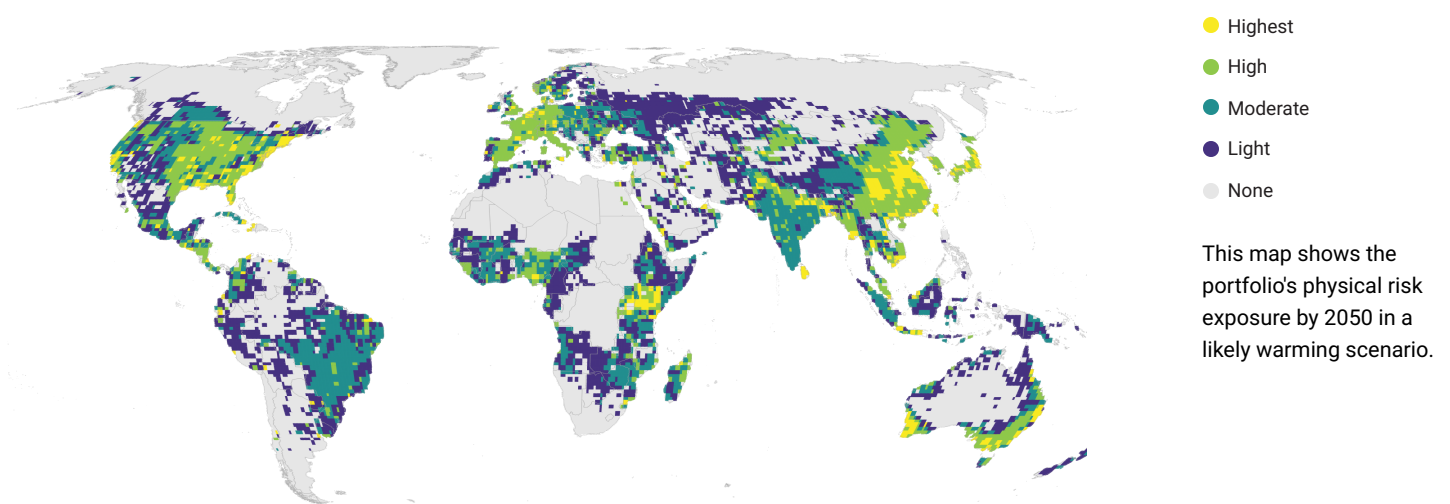 Highest
High
Moderate
Light
None
This map shows the
portfolio's physical risk
exposure by 2050 in a
likely warming scenario.